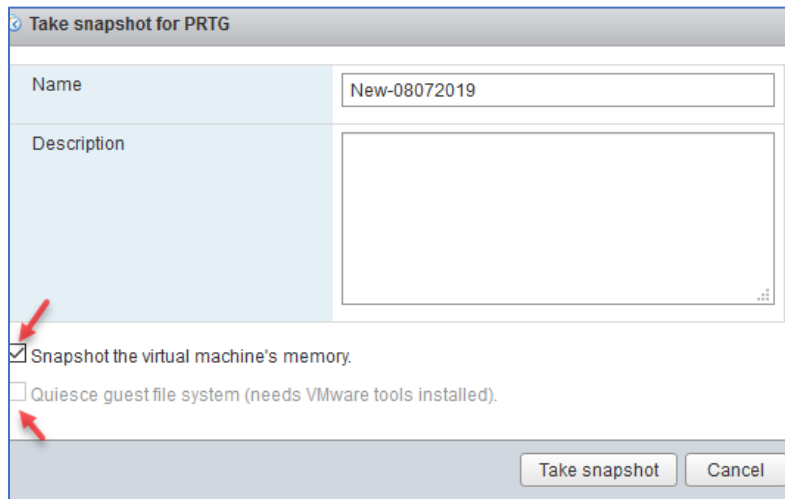 Take snapshot for PRTG
Name
New-08072019
Description
Snapshot the virtual machine's memory.
Quiesce guest file system (needs VMware tools installed).
Take snapshot
Cancel